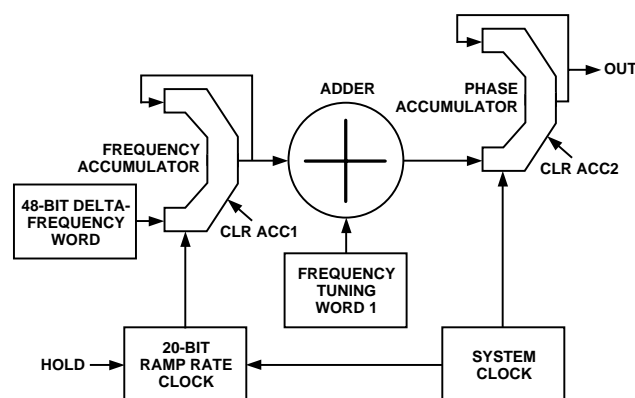 OUT
ADDER
PHASE
ACCUMULATOR
FREQUENCY
ACCUMULATOR
CLR ACC2
48-BIT DELTA-
FREQUENCY
WORD
CLR ACC1
FREQUENCY
TUNING
WORD 1
HOLD
20-BIT
RAMP RATE
CLOCK
SYSTEM
CLOCK